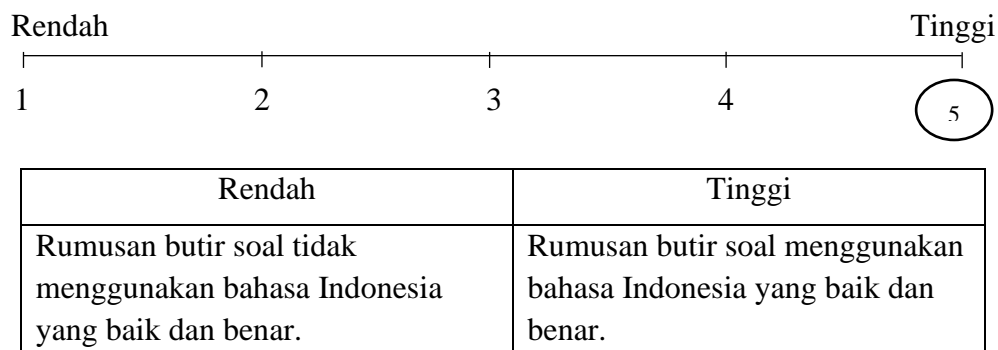 Rendah Tinggi
1 2 3 4 5
Rendah Tinggi
Rumusan butir soal tidak
menggunakan bahasa Indonesia
yang baik dan benar.
Rumusan butir soal menggunakan
bahasa Indonesia yang baik dan
benar.